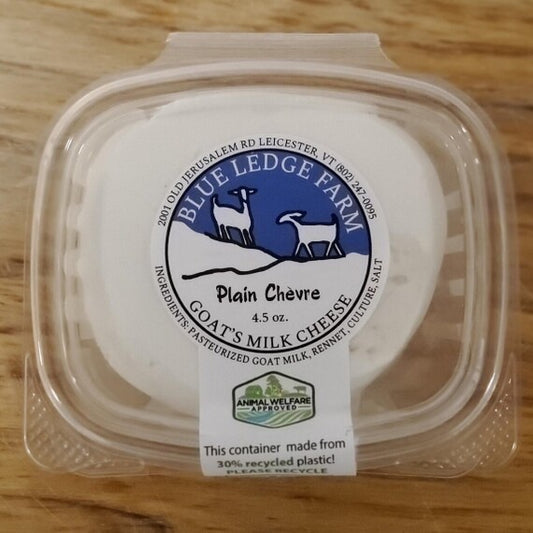 2001 OLD JERUSALEM RD LEICESTER, VT (802) 247-0095
BLUE LEDGE FARM
Plain Chèvre
4.5 oz.
GOAT'S MILK CHEESE
INGREDIENTS: PASTEURIZED GOAT MILK, RENNET, CULTURE, SALT
ANIMAL WELFARE
APPROVED
This container made from
30% recycled plastic!
PLEASE RECYCLE